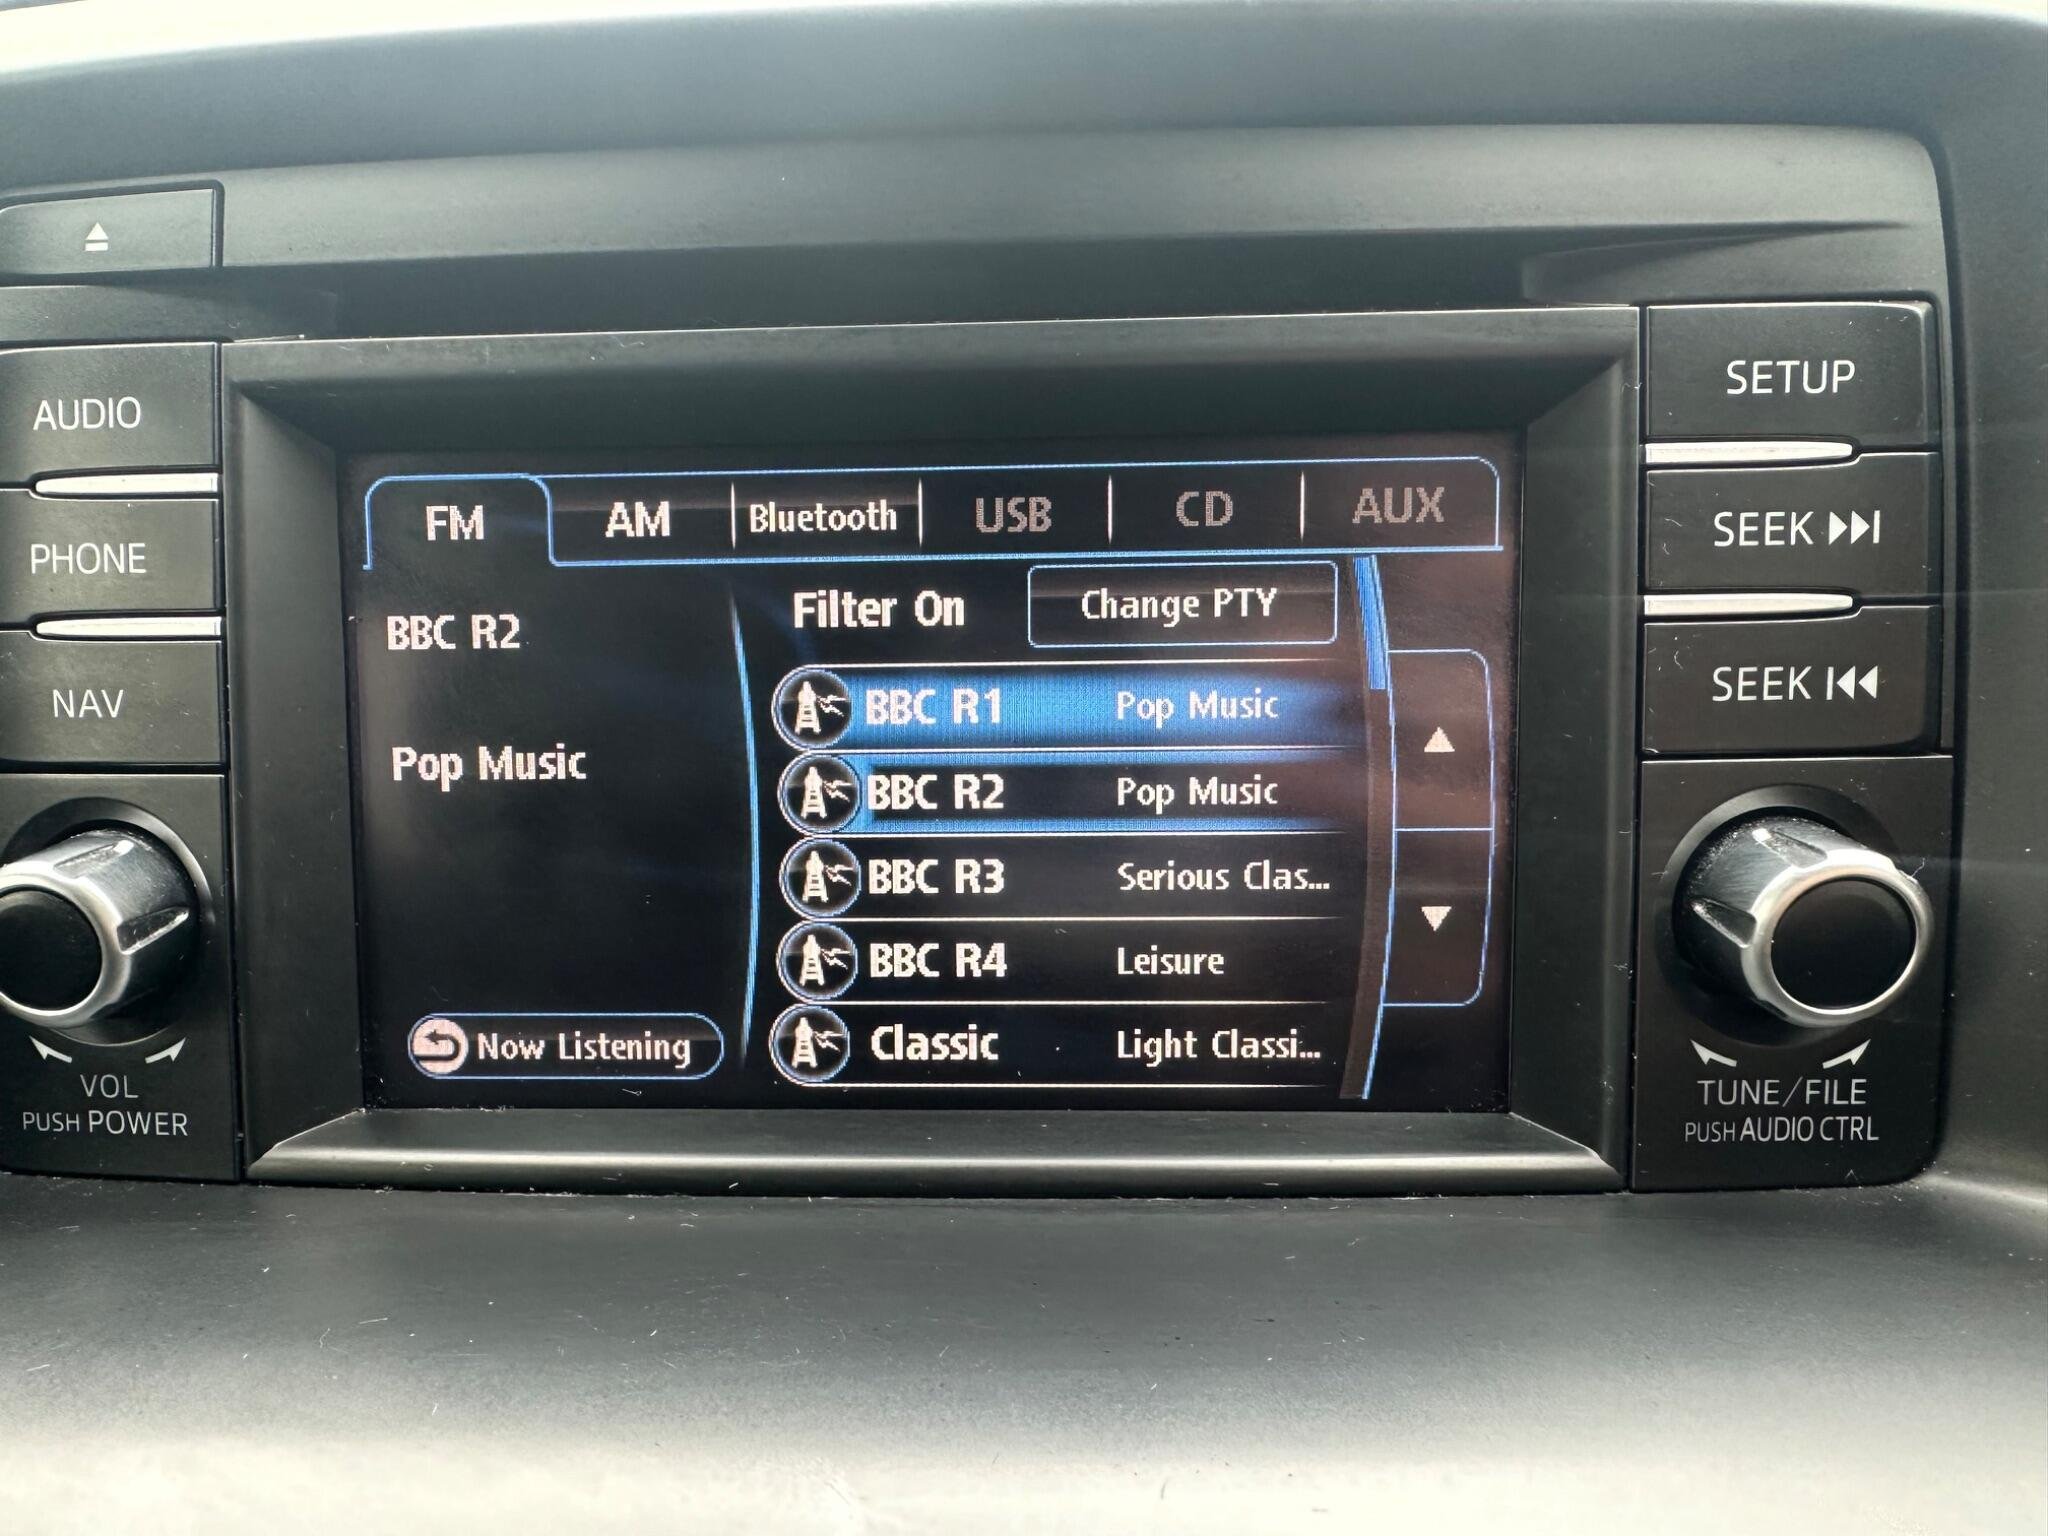 AUDIO
PHONE
NAV
VOL
PUSH POWER
FM AM Bluetooth USB CD AUX
BBC R2
Pop Music
Now Listening
Filter On Change PTY
BBC R1 Pop Music
BBC R2 Pop Music
BBC R3 Serious Clas...
BBC R4 Leisure
Classic Light Classi...
SETUP
SEEK
SEEK
TUNE/FILE
PUSH AUDIO CTRL